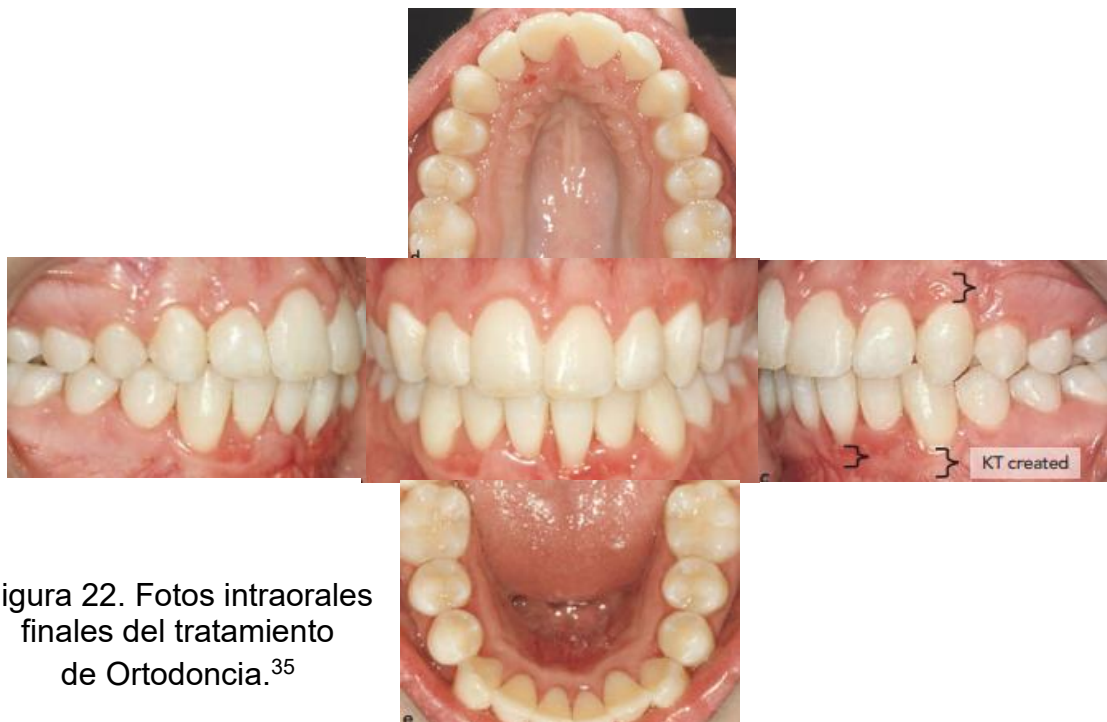 d
c
KT created
igura 22. Fotos intraorales
finales del tratamiento
de Ortodoncia.35
e